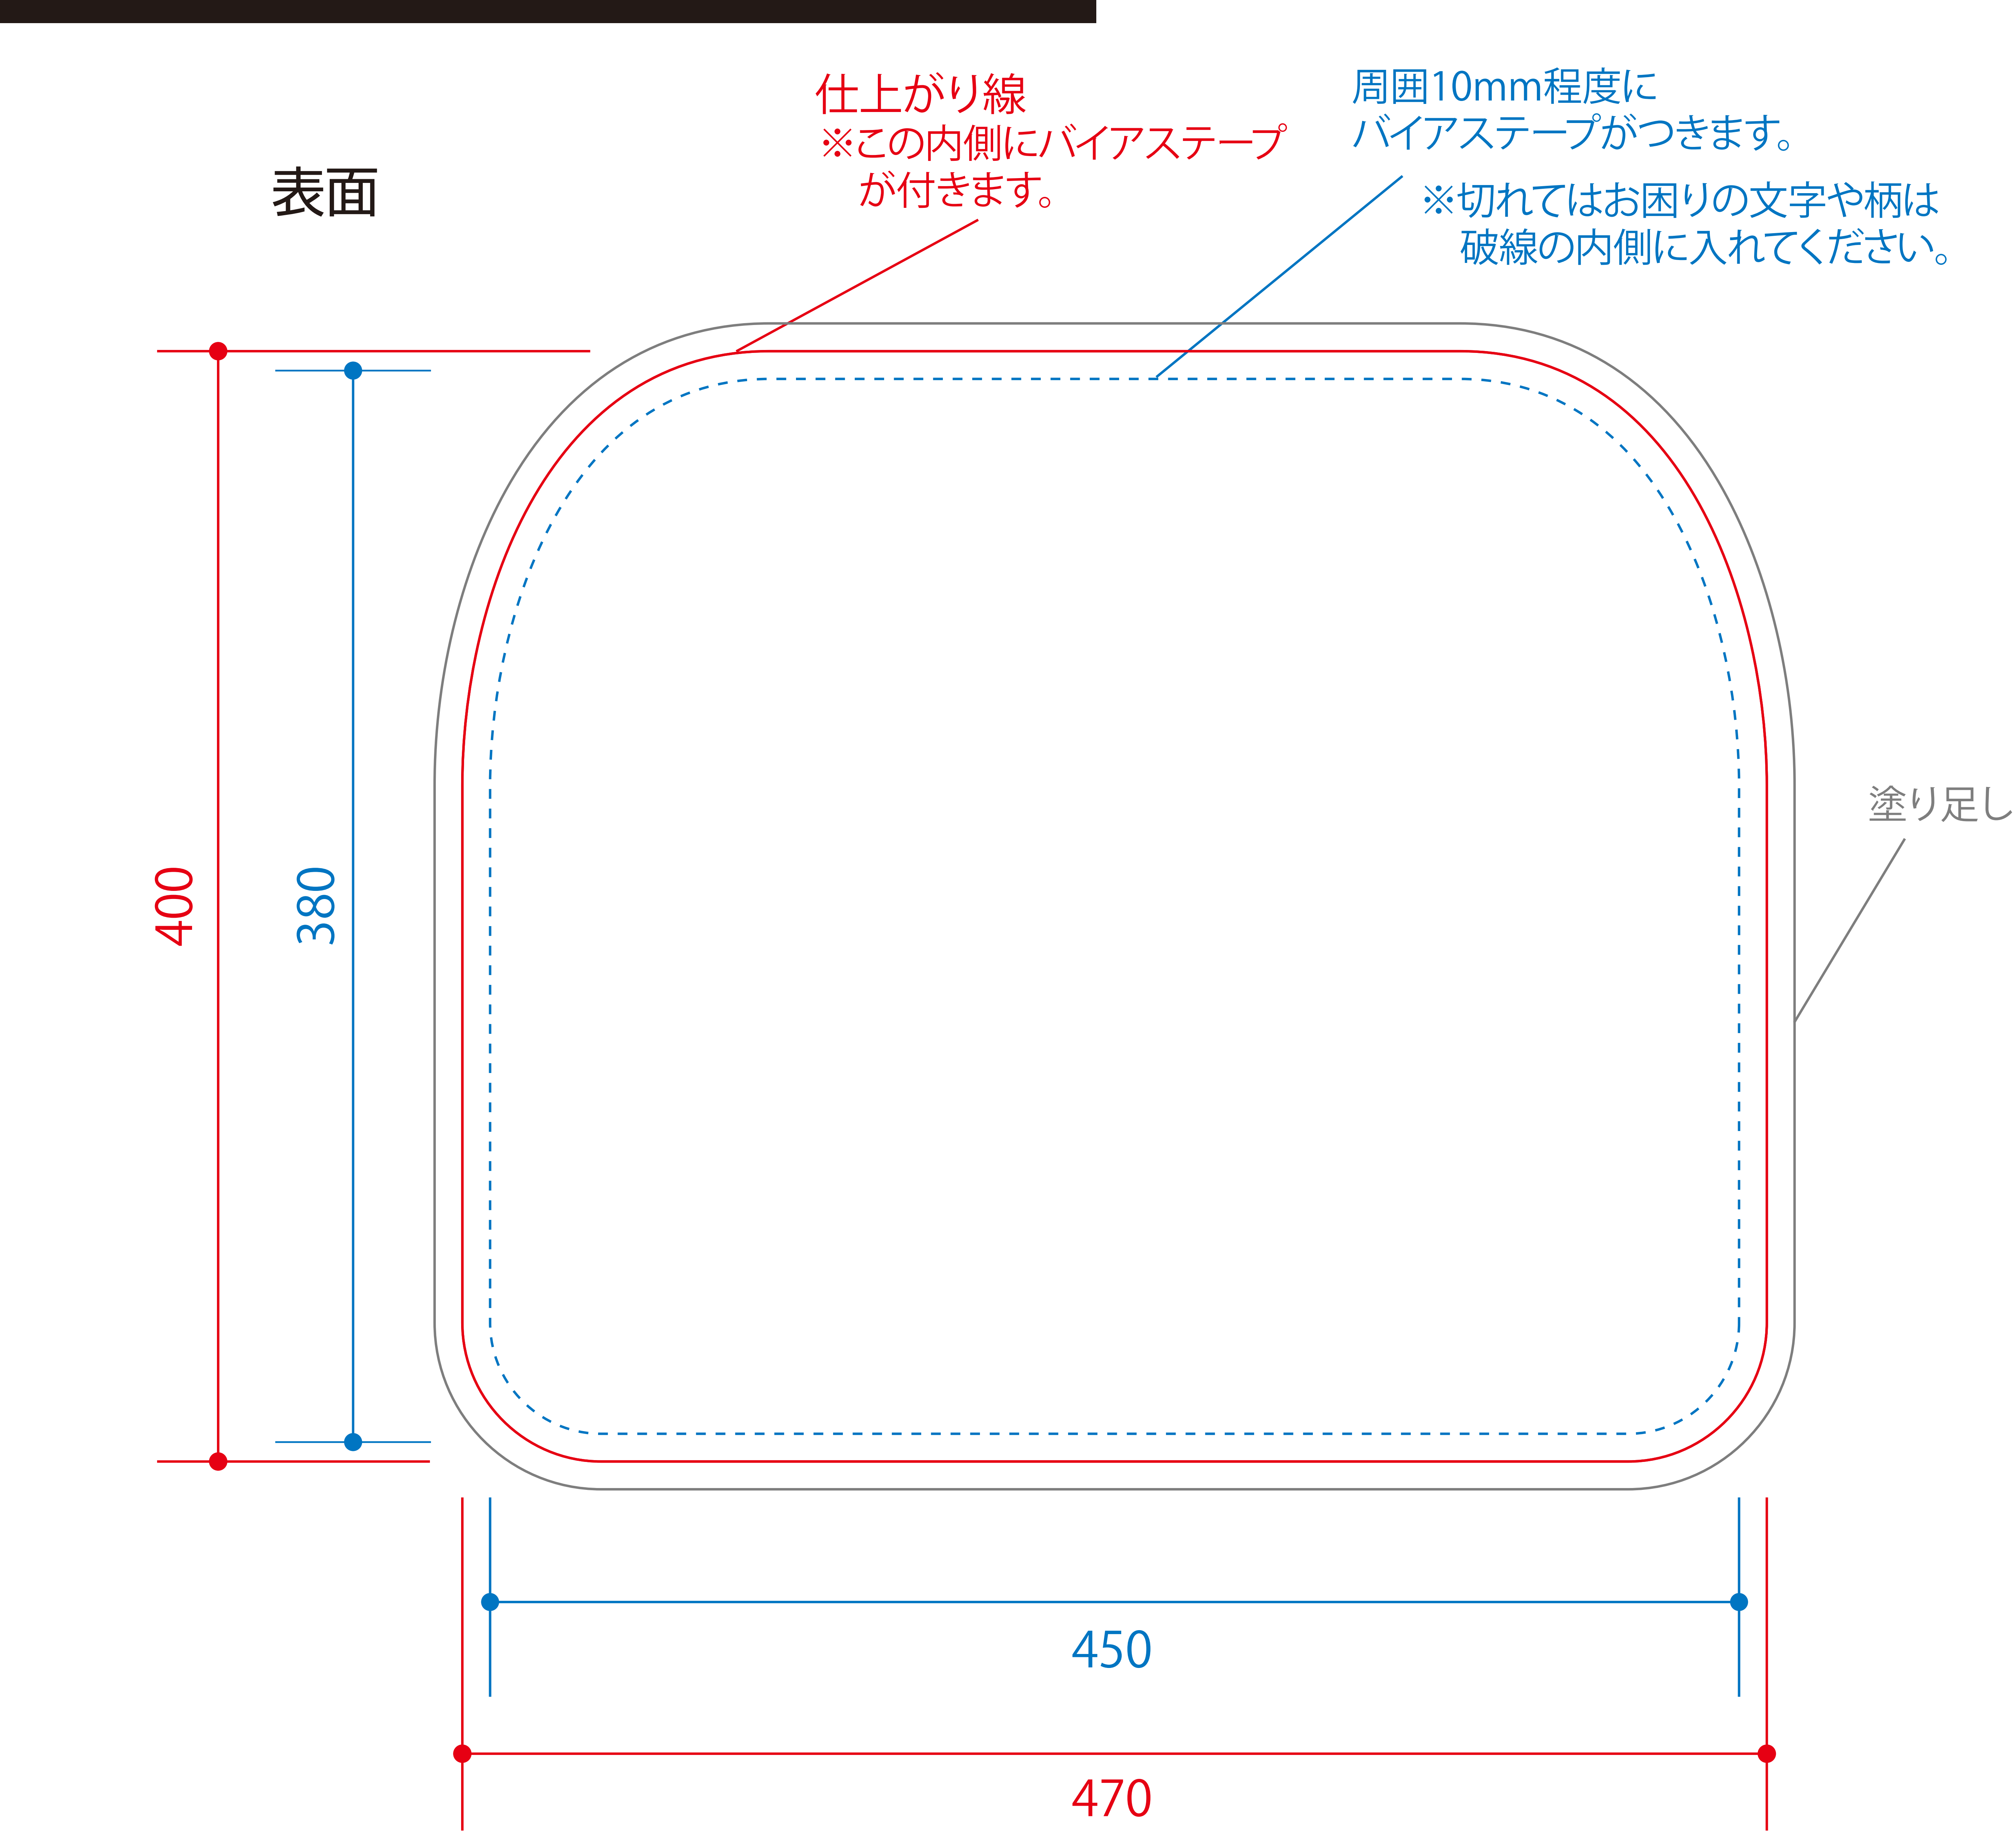 表面
仕上がり線
※この内側にバイアステープ
が付きます。
周囲10mm程度に
バイアステープがつきます。
※切れてはお困りの文字や柄は
破線の内側に入れてください。
塗り足し
400
380
450
470